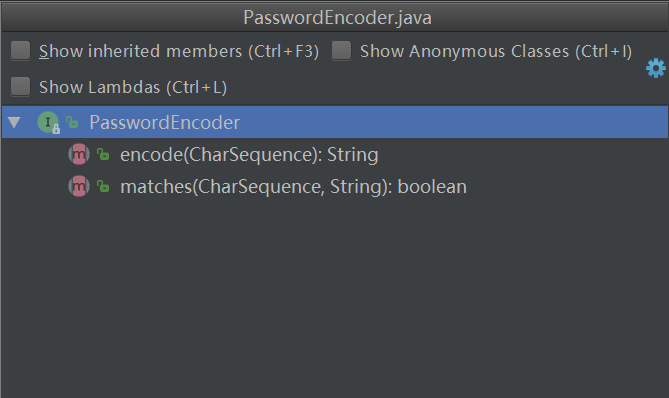 PasswordEncoder.java
Show inherited members (Ctrl+F3) Show Anonymous Classes (Ctrl+I)
Show Lambdas (Ctrl+L)
I PasswordEncoder
m encode(CharSequence): String
m matches(CharSequence, String): boolean